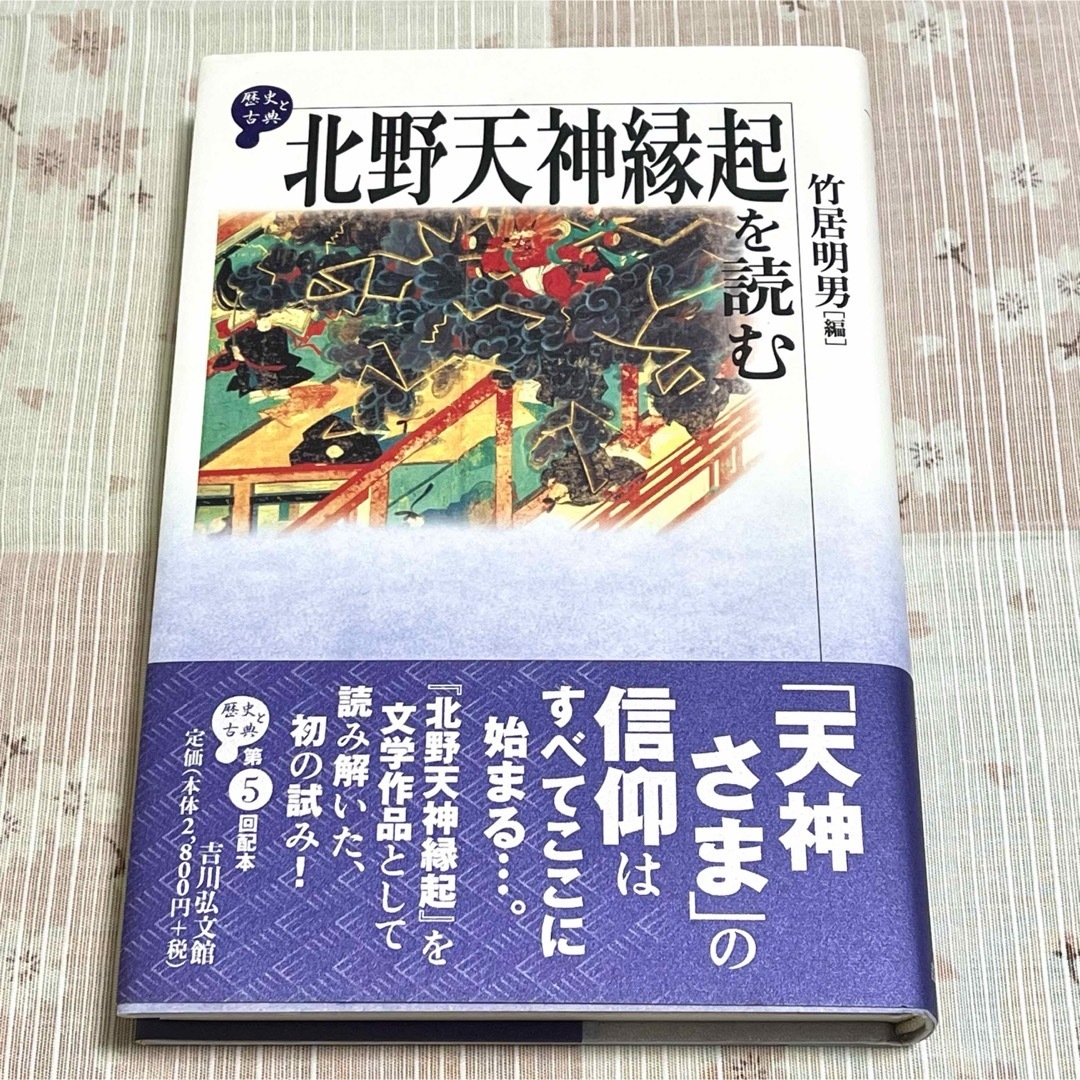 歴史と
古典
北野天神縁起
を読む
竹居明男[編]
「天神
さま」の
信仰は
すべてここに
始まる…。
『北野天神縁起』を
文学作品として
読み解いた、
初の試み!
歴史と
古典
第5回配本
吉川弘文館
定価(本体2,800円+税)